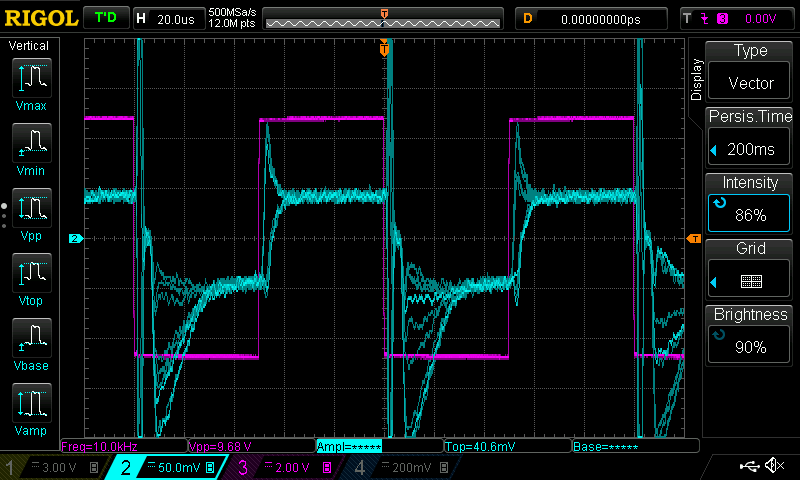 RIGOL T'D H 20.0us 500MSa/s 12.0M pts T D 0.00000000ps T 3 0.00V
Vertical
Vmax
Vmin
Vpp
Vtop
Vbase
Vamp
T
2
T
Display
Type
Vector
Persis.Time
200ms
Intensity
86%
Grid
Brightness
90%
Freq=10.0kHz Vpp=9.68 V Ampl=***** Top=40.6mV Base=*****
1 3.00 V B 2 50.0mV B 3 2.00 V B 4 200mV B